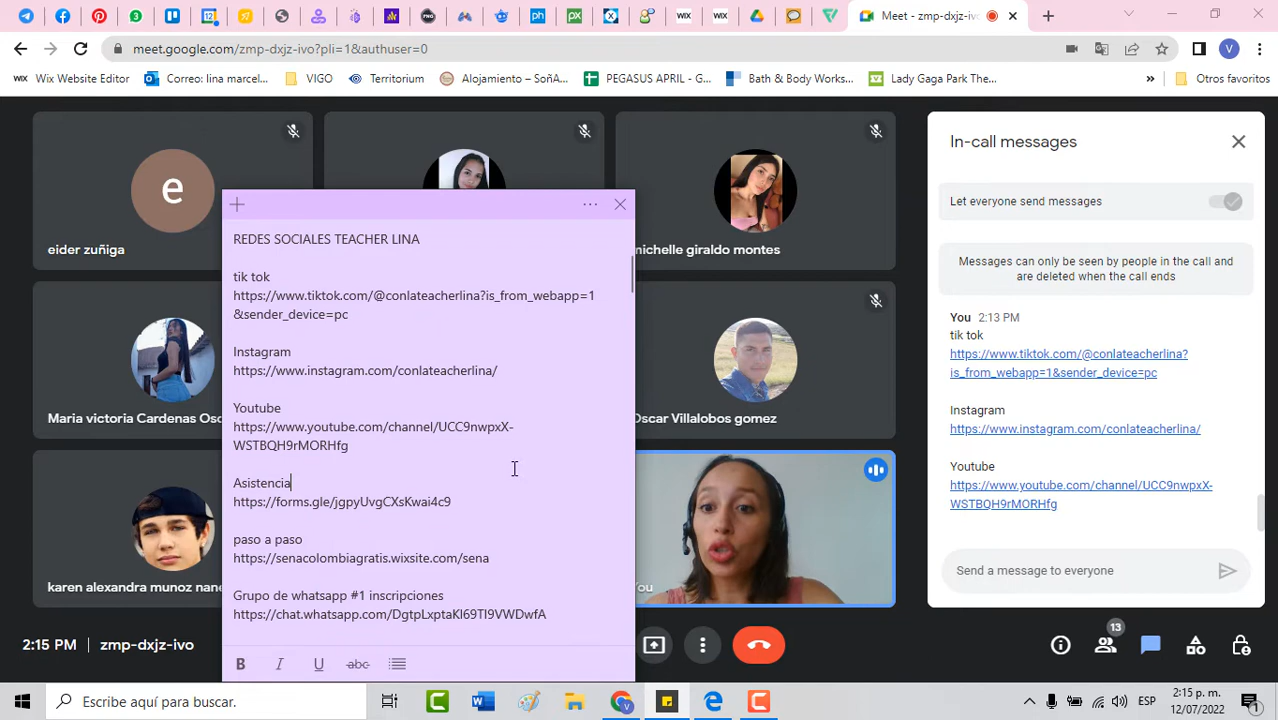 Meet - zmp-dxjz-ivo
meet.google.com/zmp-dxjz-ivo?pli=1&authuser=0
V
WIX Wix Website Editor
Correo: lina marcel...
VIGO
Territorium
Alojamiento – SoñA...
PEGASUS APRIL - G...
Bath & Body Works...
Lady Gaga Park The...
»
Otros favoritos
e
eider zuñiga
michelle giraldo montes
Maria victoria Cardenas Osc
Oscar Villalobos gomez
karen alexandra munoz nane
You
REDES SOCIALES TEACHER LINA
tik tok
https://www.tiktok.com/@conlateacherlina?is_from_webapp=1
&sender_device=pc
Instagram
https://www.instagram.com/conlateacherlina/
Youtube
https://www.youtube.com/channel/UCC9nwpxX-
WSTBQH9rMORHfg
Asistencia
https://forms.gle/jgpyUvgCXsKwai4c9
paso a paso
https://senacolombiagratis.wixsite.com/sena
Grupo de whatsapp #1 inscripciones
https://chat.whatsapp.com/DgtpLxptaKl69TI9VWDwfA
B I U abc
In-call messages
Let everyone send messages
Messages can only be seen by people in the call and
are deleted when the call ends
You 2:13 PM
tik tok
https://www.tiktok.com/@conlateacherlina?
is_from_webapp=1&sender_device=pc
Instagram
https://www.instagram.com/conlateacherlina/
Youtube
https://www.youtube.com/channel/UCC9nwpxX-
WSTBQH9rMORHfg
Send a message to everyone
2:15 PM
zmp-dxjz-ivo
13
Escribe aquí para buscar.
ESP
2:15 p. m.
12/07/2022